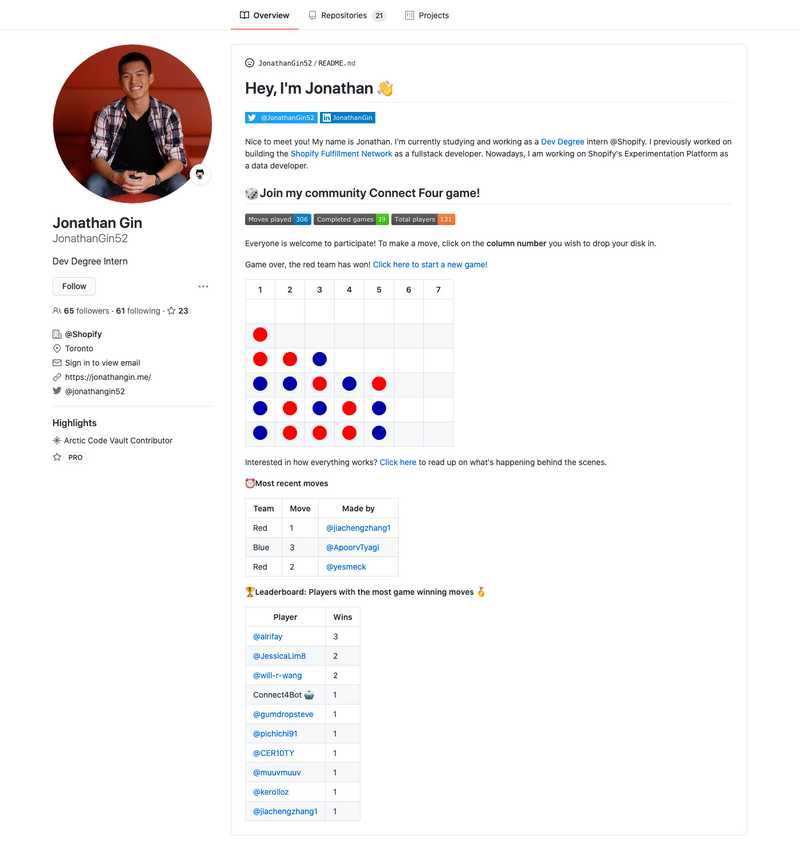 Overview Repositories 21 Projects
JonathanGin52/README.md
Hey, I'm Jonathan 👋
@JonathanGin52 JonathanGin
Nice to meet you! My name is Jonathan. I'm currently studying and working as a Dev Degree intern @Shopify. I previously worked on
building the Shopify Fulfillment Network as a fullstack developer. Nowadays, I am working on Shopify's Experimentation Platform as
a data developer.
🎲Join my community Connect Four game!
Moves played 306 Completed games 19 Total players 131
Everyone is welcome to participate! To make a move, click on the column number you wish to drop your disk in.
Game over, the red team has won! Click here to start a new game!
1 2 3 4 5 6 7
Interested in how everything works? Click here to read up on what's happening behind the scenes.
⏰Most recent moves
Team Move Made by
Red 1 @jiachengzhang1
Blue 3 @ApoorvTyagi
Red 2 @yesmeck
🏆Leaderboard: Players with the most game winning moves 🥇
Player Wins
@alrifay 3
@JessicaLim8 2
@will-r-wang 2
Connect4Bot 🤖 1
@gumdropsteve 1
@pichichi91 1
@CER10TY 1
@muuvmuuv 1
@kerolloz 1
@jiachengzhang1 1
Jonathan Gin
JonathanGin52
Dev Degree Intern
Follow
65 followers · 61 following · 23
@Shopify
Toronto
Sign in to view email
https://jonathangin.me/
@jonathangin52
Highlights
Arctic Code Vault Contributor
PRO